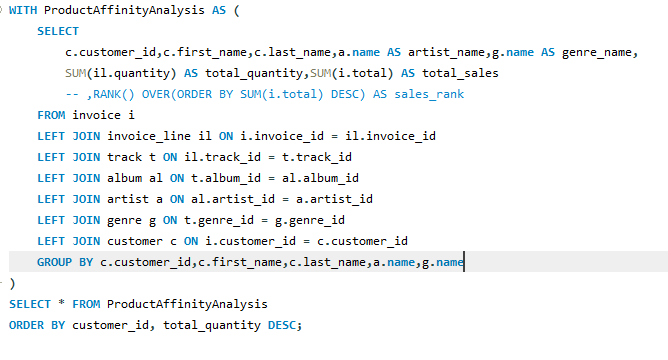 WITH ProductAffinityAnalysis AS (
    SELECT
        c.customer_id,c.first_name,c.last_name,a.name AS artist_name,g.name AS genre_name,
        SUM(il.quantity) AS total_quantity,SUM(i.total) AS total_sales
        -- ,RANK() OVER(ORDER BY SUM(i.total) DESC) AS sales_rank
    FROM invoice i
    LEFT JOIN invoice_line il ON i.invoice_id = il.invoice_id
    LEFT JOIN track t ON il.track_id = t.track_id
    LEFT JOIN album al ON t.album_id = al.album_id
    LEFT JOIN artist a ON al.artist_id = a.artist_id
    LEFT JOIN genre g ON t.genre_id = g.genre_id
    LEFT JOIN customer c ON i.customer_id = c.customer_id
    GROUP BY c.customer_id,c.first_name,c.last_name,a.name,g.name
)
SELECT * FROM ProductAffinityAnalysis
ORDER BY customer_id, total_quantity DESC;